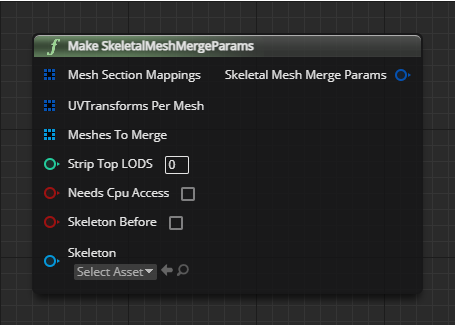 f Make SkeletalMeshMergeParams
Mesh Section Mappings Skeletal Mesh Merge Params
UVTransforms Per Mesh
Meshes To Merge
Strip Top LODS 0
Needs Cpu Access
Skeleton Before
Skeleton
Select Asset